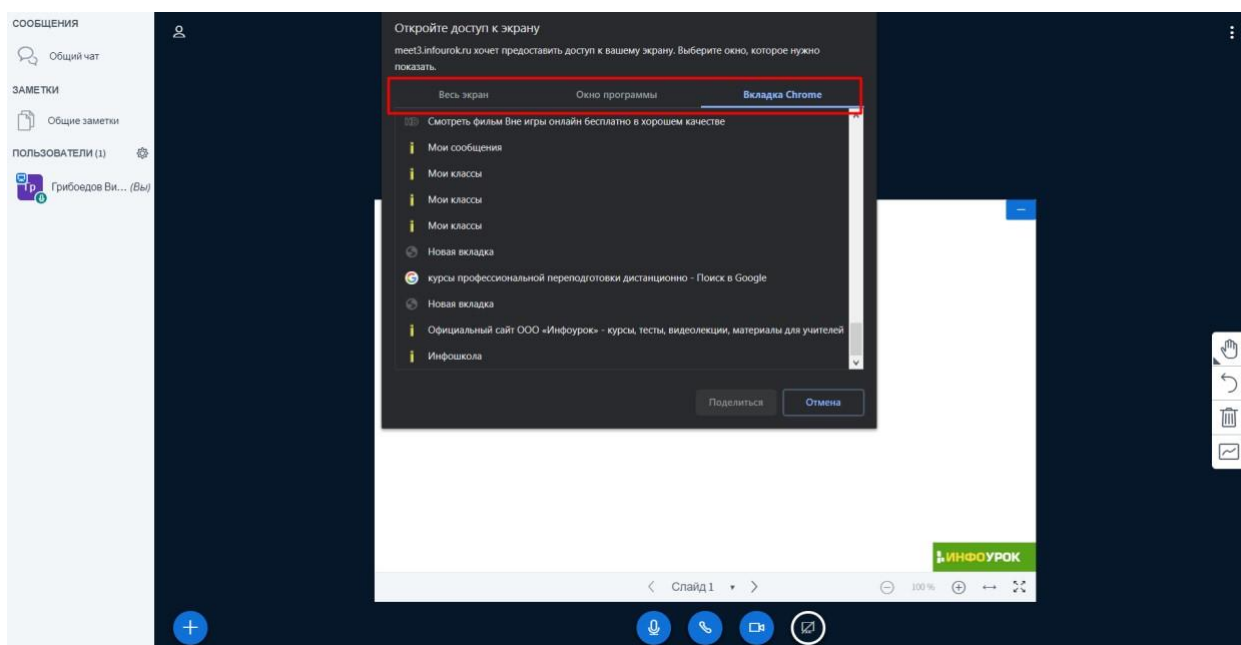 СООБЩЕНИЯ
Общий чат
ЗАМЕТКИ
Общие заметки
ПОЛЬЗОВАТЕЛИ (1)
Гр
Грибоедов Ви... (Вы)
Откройте доступ к экрану
meet3.infourok.ru хочет предоставить доступ к вашему экрану. Выберите окно, которое нужно
показать.
Весь экран Окно программы Вкладка Chrome
Смотреть фильм Вне игры онлайн бесплатно в хорошем качестве
Мои сообщения
Мои классы
Мои классы
Мои классы
Новая вкладка
курсы профессиональной переподготовки дистанционно - Поиск в Google
Новая вкладка
Официальный сайт ООО «Инфоурок» - курсы, тесты, видеолекции, материалы для учителей
Инфошкола
Поделиться Отмена
ИНФОУРОК
Слайд 1
100 %